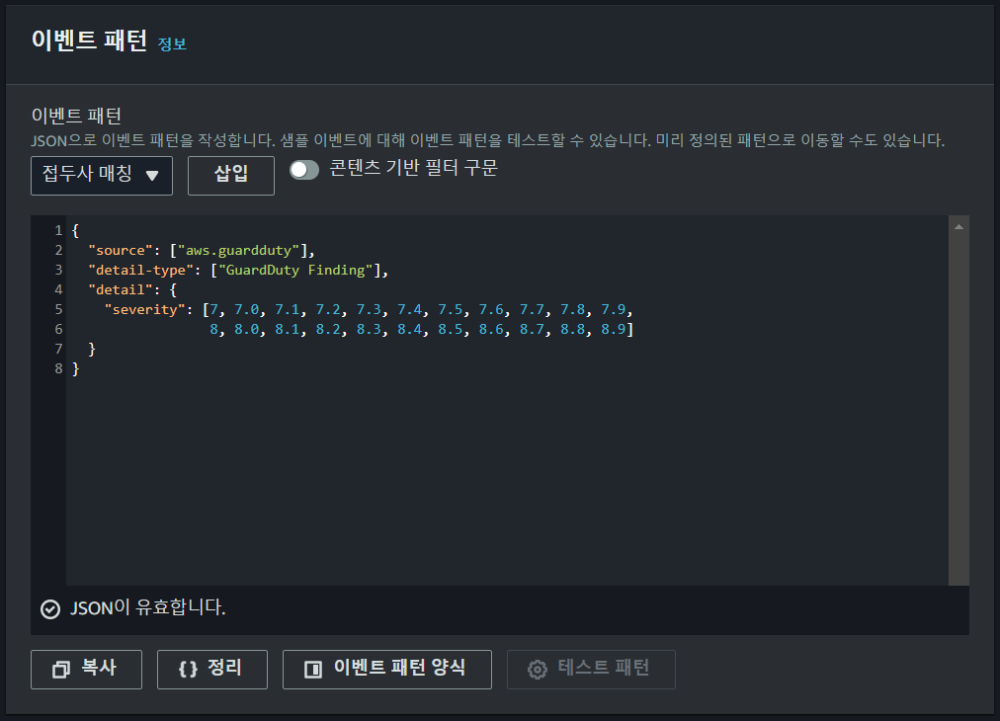 이벤트 패턴 정보
이벤트 패턴
JSON으로 이벤트 패턴을 작성합니다. 샘플 이벤트에 대해 이벤트 패턴을 테스트할 수 있습니다. 미리 정의된 패턴으로 이동할 수도 있습니다.
접두사 매칭 ▼ 삽입 콘텐츠 기반 필터 구문
1 {
2   "source": ["aws.guardduty"],
3   "detail-type": ["GuardDuty Finding"],
4   "detail": {
5     "severity": [7, 7.0, 7.1, 7.2, 7.3, 7.4, 7.5, 7.6, 7.7, 7.8, 7.9,
6                  8, 8.0, 8.1, 8.2, 8.3, 8.4, 8.5, 8.6, 8.7, 8.8, 8.9]
7   }
8 }
JSON이 유효합니다.
복사 {} 정리 이벤트 패턴 양식 테스트 패턴